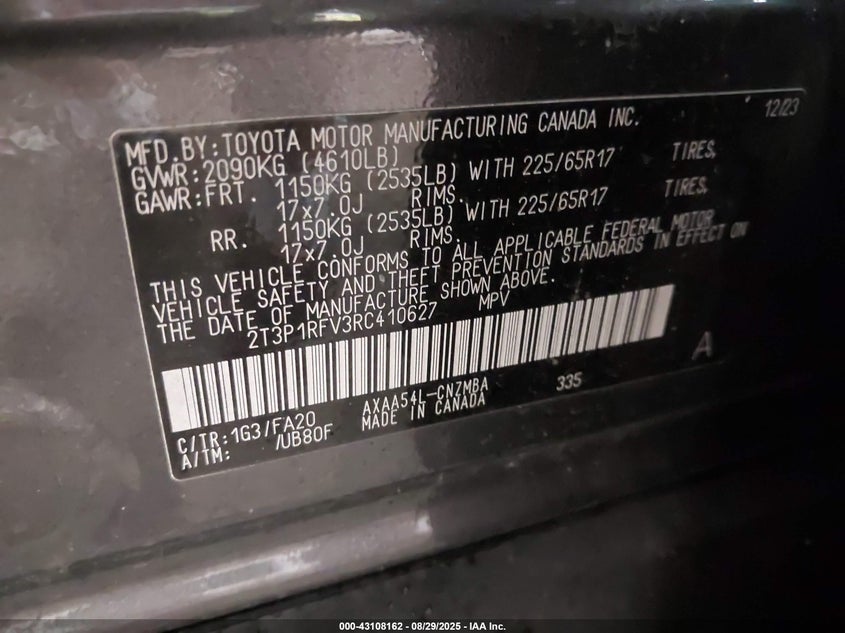 12/23
MFD.BY:TOYOTA MOTOR MANUFACTURING CANADA INC.
GVWR:2090KG (4610LB)
GAWR:FRT. 1150KG (2535LB) WITH 225/65R17 TIRES,
17x7.0J RIMS.
RR. 1150KG (2535LB) WITH 225/65R17 TIRES,
17x7.0J RIMS.
THIS VEHICLE CONFORMS TO ALL APPLICABLE FEDERAL MOTOR
VEHICLE SAFETY AND THEFT PREVENTION STANDARDS IN EFFECT ON
THE DATE OF MANUFACTURE SHOWN ABOVE.
2T3P1RFV3RC410627 MPV
A
C/TR:1G3/FA20 AXAA54L-CNZMBA 335
A/TM: /UB80F MADE IN CANADA
000-43108162 - 08/29/2025 - IAA Inc.